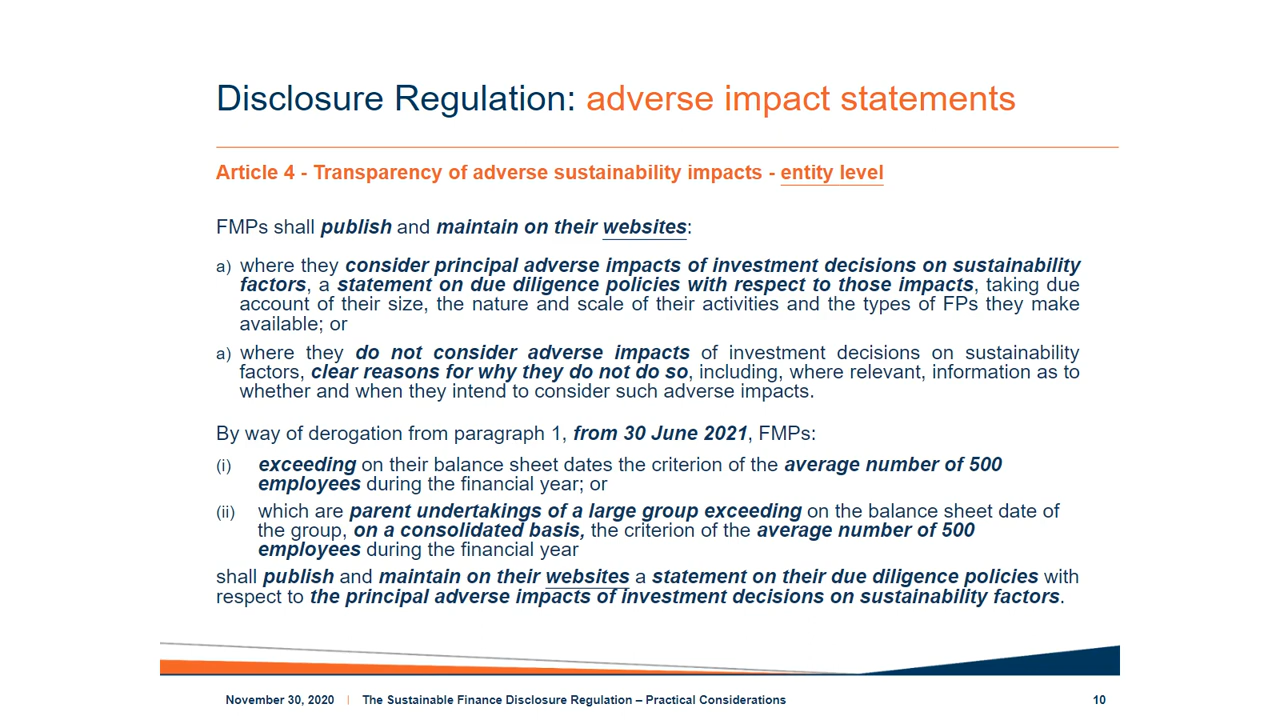 Disclosure Regulation: adverse impact statements
Article 4 - Transparency of adverse sustainability impacts - entity level
FMPs shall publish and maintain on their websites:
a) where they consider principal adverse impacts of investment decisions on sustainability
factors, a statement on due diligence policies with respect to those impacts, taking due
account of their size, the nature and scale of their activities and the types of FPs they make
available; or
a) where they do not consider adverse impacts of investment decisions on sustainability
factors, clear reasons for why they do not do so, including, where relevant, information as to
whether and when they intend to consider such adverse impacts.
By way of derogation from paragraph 1, from 30 June 2021, FMPs:
(i) exceeding on their balance sheet dates the criterion of the average number of 500
employees during the financial year; or
(ii) which are parent undertakings of a large group exceeding on the balance sheet date of
the group, on a consolidated basis, the criterion of the average number of 500
employees during the financial year
shall publish and maintain on their websites a statement on their due diligence policies with
respect to the principal adverse impacts of investment decisions on sustainability factors.
November 30, 2020 | The Sustainable Finance Disclosure Regulation – Practical Considerations 10